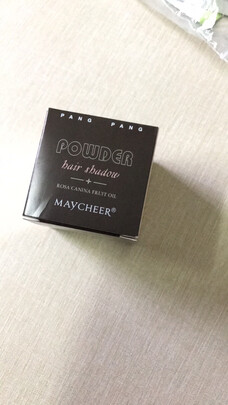 PANG PANG
POWDER
hair shadow
+
ROSA CANINA FRUIT OIL
MAYCHEER®